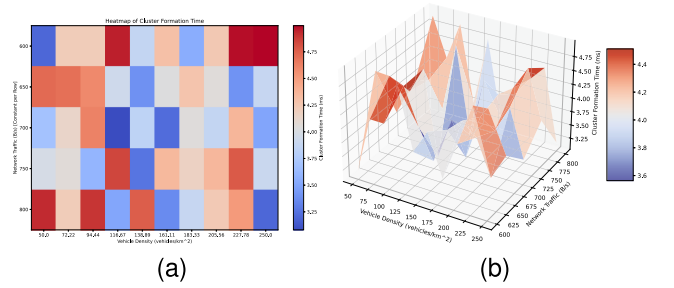 Heatmap of Cluster Formation Time
Network Traffic (B/s) [Constant per Row]
600
650
700
750
800
50,0 72,22 94,44 116,67 138,89 161,11 183,33 205,56 227,78 250,0
Vehicle Density (vehicles/km^2)
4,75
4,50
4,25
4,00
3,75
3,50
3,25
Cluster Formation Time (ms)
(a)
4.75
4.50
4.25
4.00
3.75
3.50
3.25
Cluster Formation Time (ms)
50 75 100 125 150 175 200 225 250
Vehicle Density (vehicles/km^2)
600 625 650 675 700 725 750 775 800
Network Traffic (B/s)
4,4
4,2
4,0
3,8
3,6
(b)